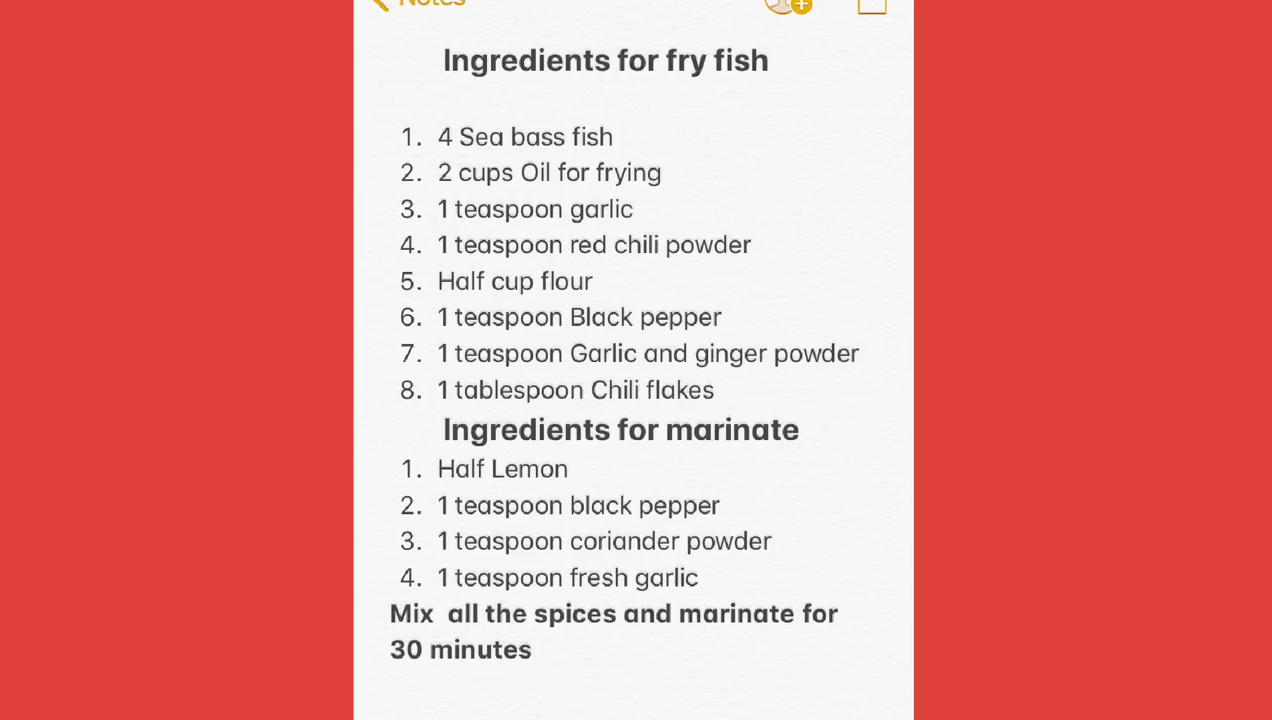 Notes
Ingredients for fry fish
1. 4 Sea bass fish
2. 2 cups Oil for frying
3. 1 teaspoon garlic
4. 1 teaspoon red chili powder
5. Half cup flour
6. 1 teaspoon Black pepper
7. 1 teaspoon Garlic and ginger powder
8. 1 tablespoon Chili flakes
Ingredients for marinate
1. Half Lemon
2. 1 teaspoon black pepper
3. 1 teaspoon coriander powder
4. 1 teaspoon fresh garlic
Mix all the spices and marinate for
30 minutes